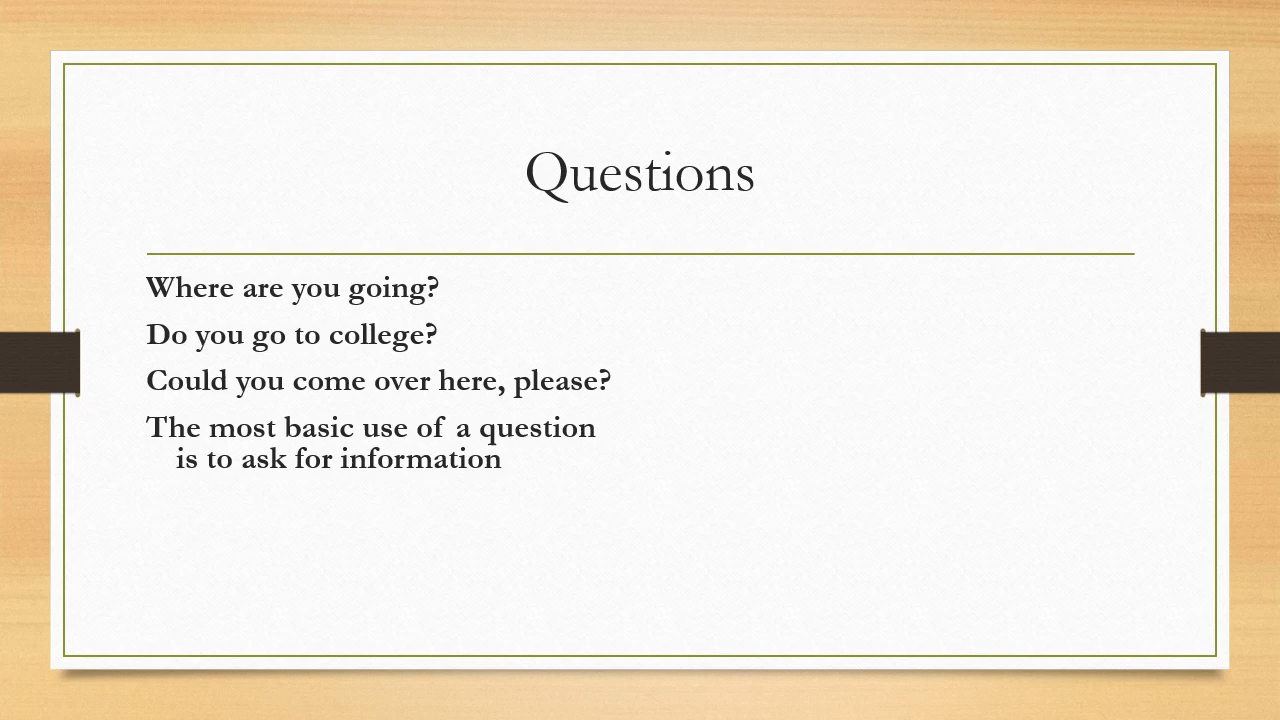 Questions
Where are you going?
Do you go to college?
Could you come over here, please?
The most basic use of a question
is to ask for information